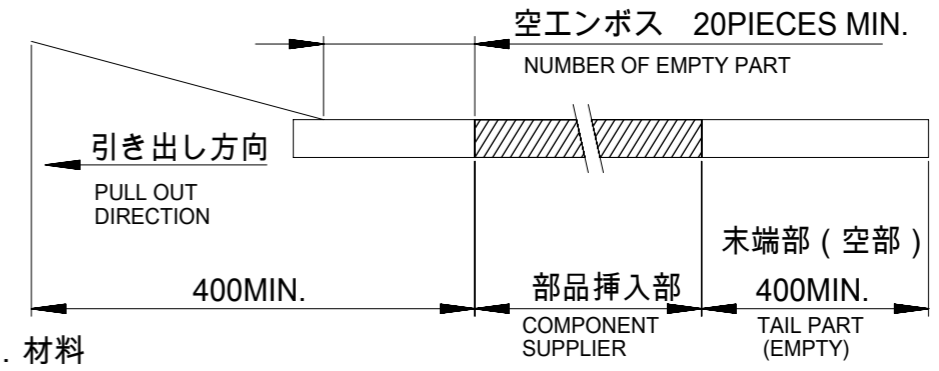 空エンボス 20PIECES MIN.
NUMBER OF EMPTY PART
引き出し方向
PULL OUT
DIRECTION
末端部（空部）
400MIN.
部品挿入部
400MIN.
COMPONENT
SUPPLIER
TAIL PART
(EMPTY)
. 材料